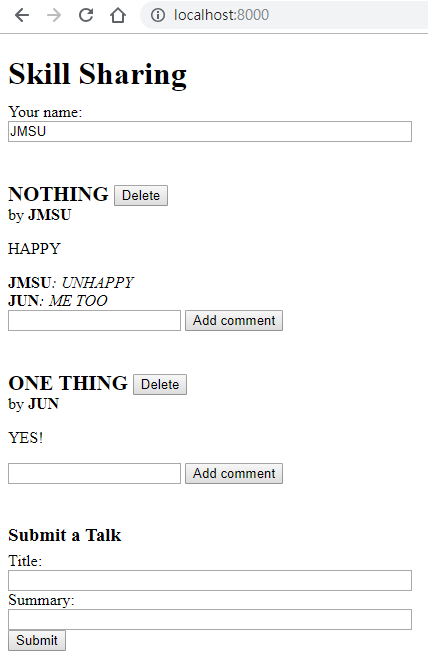 localhost:8000
Skill Sharing
Your name:
JMSU
NOTHING Delete
by JMSU
HAPPY
JMSU: UNHAPPY
JUN: ME TOO
Add comment
ONE THING Delete
by JUN
YES!
Add comment
Submit a Talk
Title:
Summary:
Submit